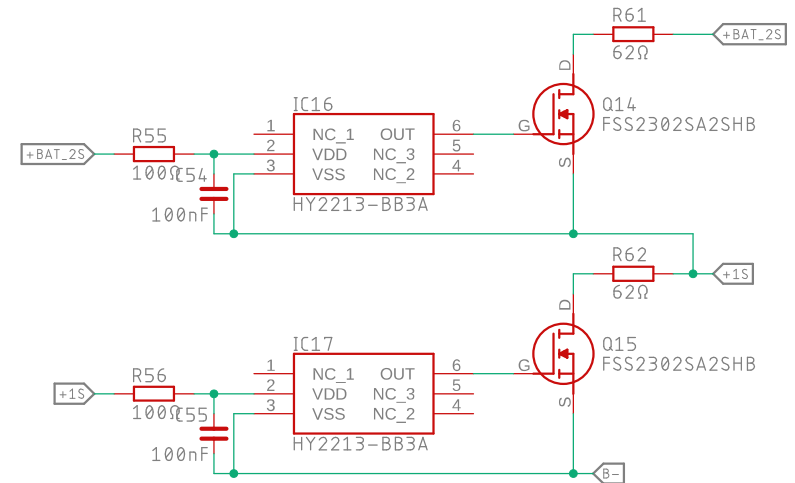 R61
+BAT_2S
62Ω
D
IC16
Q14
FSS2302SA2SHB
1 NC_1 OUT 6 G
R55
+BAT_2S
2 VDD NC_3 5
100Ω C54
3 VSS NC_2 4
S
100nF
HY2213-BB3A
R62
+1S
62Ω
D
IC17
Q15
FSS2302SA2SHB
1 NC_1 OUT 6 G
R56
+1S
2 VDD NC_3 5
100Ω C55
3 VSS NC_2 4
S
100nF
HY2213-BB3A
B-